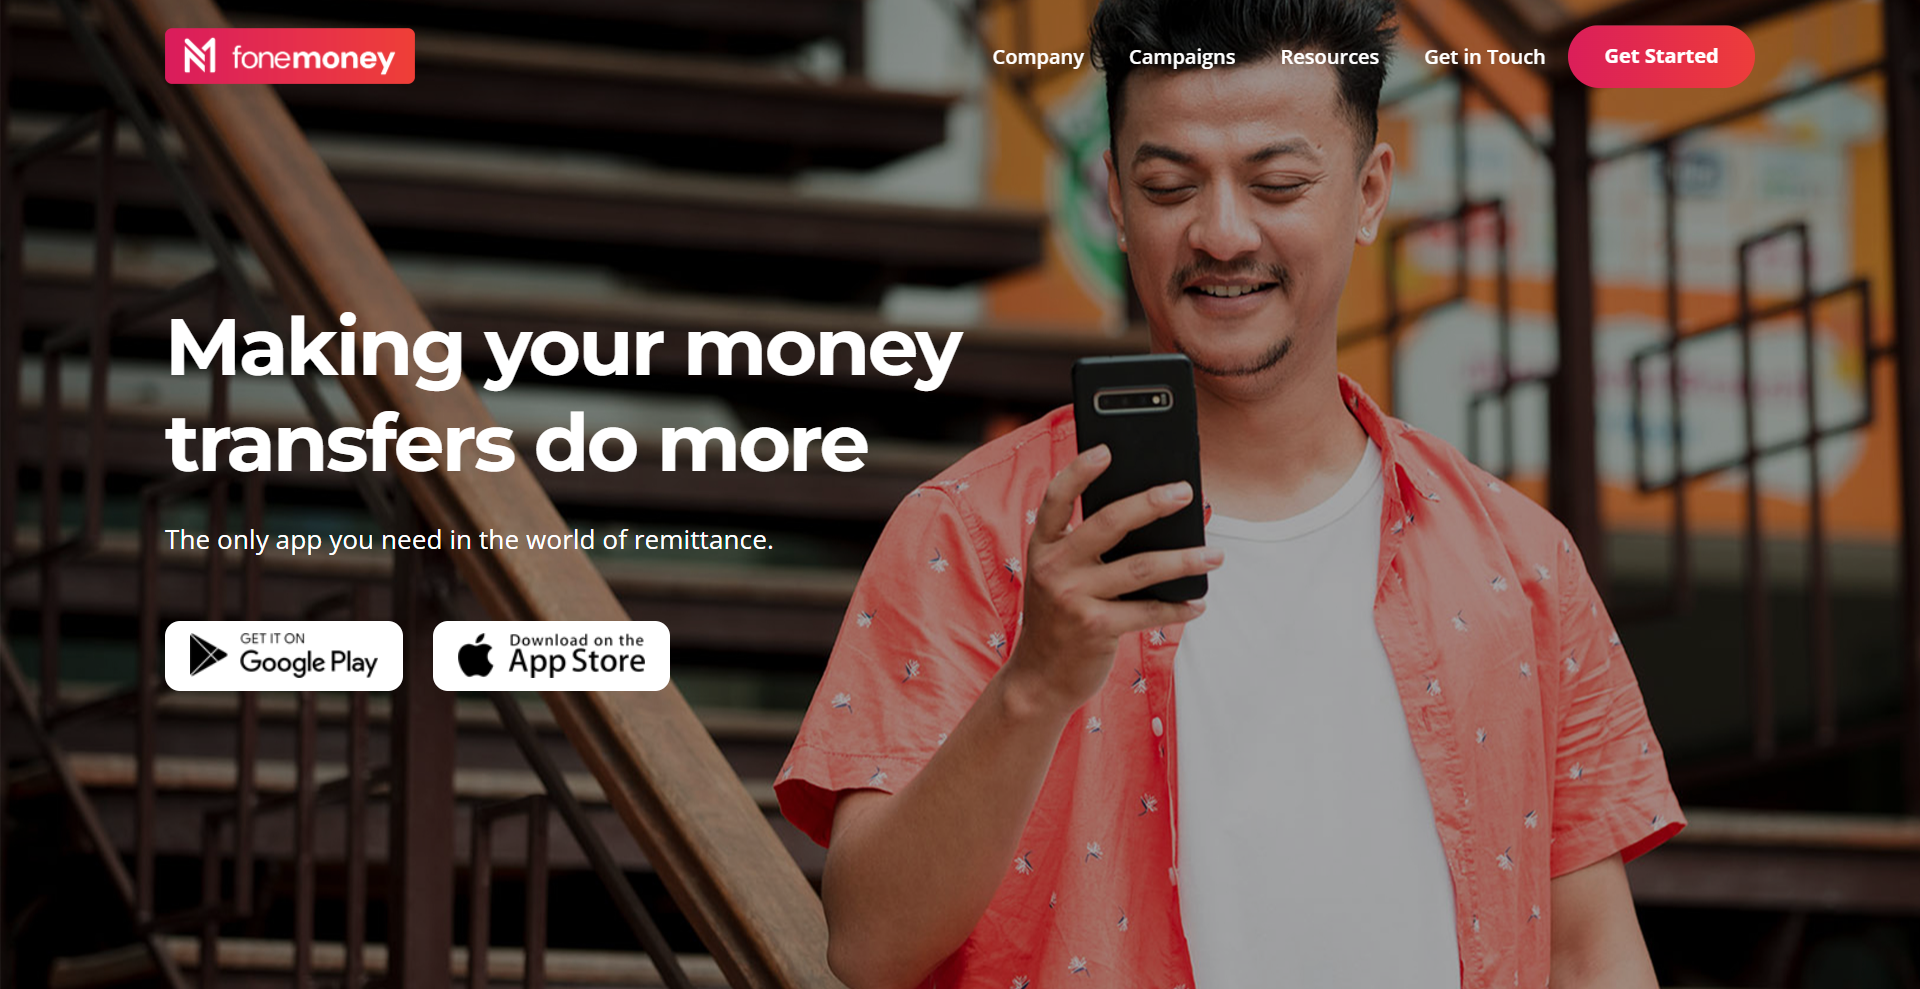 fonemoney
Company Campaigns Resources Get in Touch Get Started
Making your money
transfers do more
The only app you need in the world of remittance.
GET IT ON
Google Play
Download on the
App Store